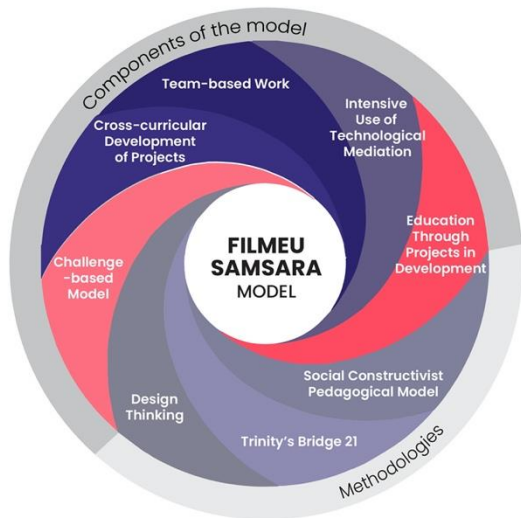 Components of the model
Team-based Work
Intensive
Use of
Technological
Mediation
Cross-curricular
Development
of Projects
Education
Through
Projects in
Development
Challenge
-based
Model
FILMEU
SAMSARA
MODEL
Social Constructivist
Pedagogical Model
Design
Thinking
Trinity's Bridge 21
Methodologies